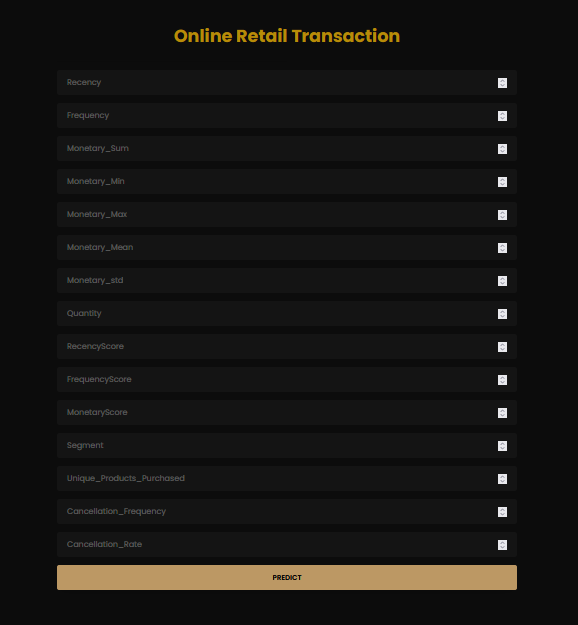 Online Retail Transaction
Recency
Frequency
Monetary_Sum
Monetary_Min
Monetary_Max
Monetary_Mean
Monetary_std
Quantity
RecencyScore
FrequencyScore
MonetaryScore
Segment
Unique_Products_Purchased
Cancellation_Frequency
Cancellation_Rate
PREDICT